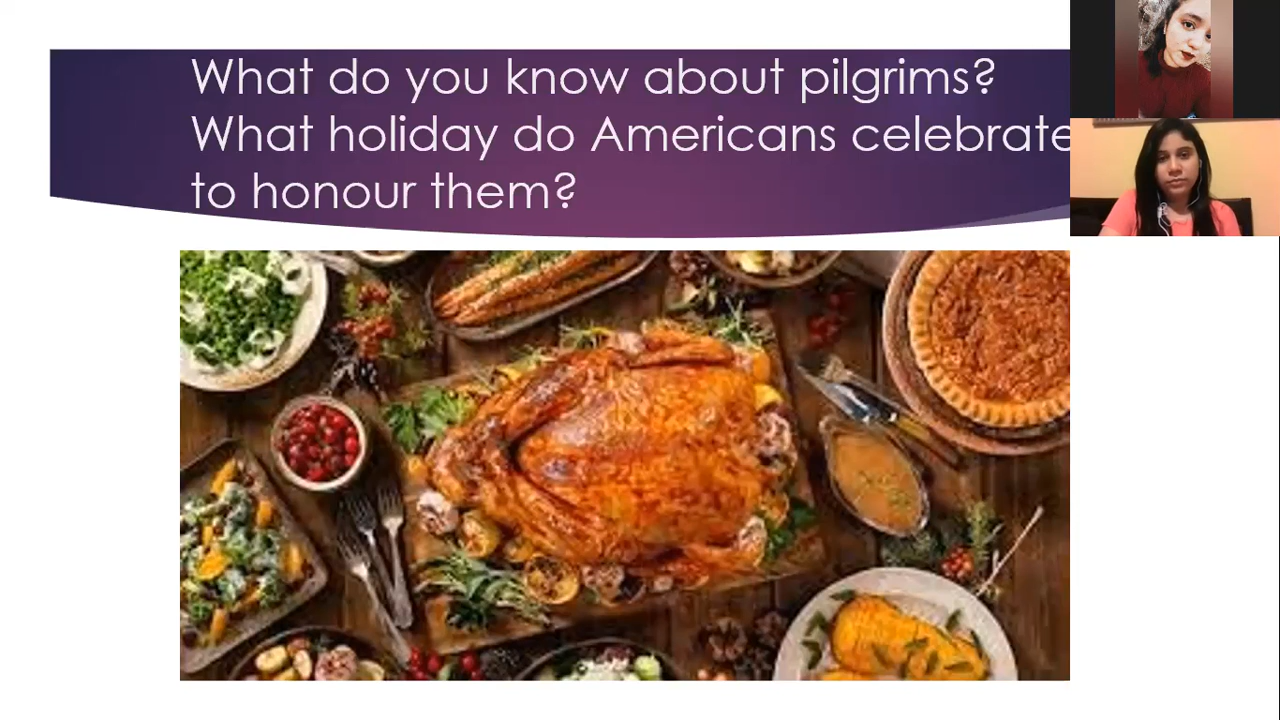 What do you know about pilgrims?
What holiday do Americans celebrate
to honour them?